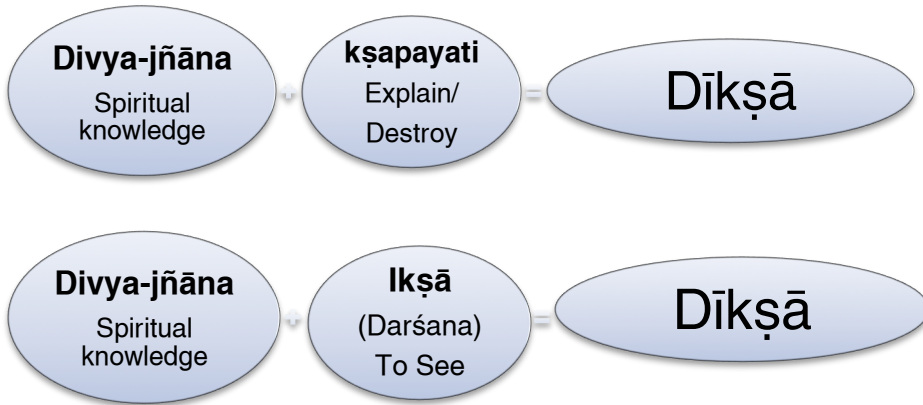 Divya-jñāna
Spiritual
knowledge
+
kṣapayati
Explain/
Destroy
=
Dīkṣā
Divya-jñāna
Spiritual
knowledge
+
Ikṣā
(Darśana)
To See
=
Dīkṣā